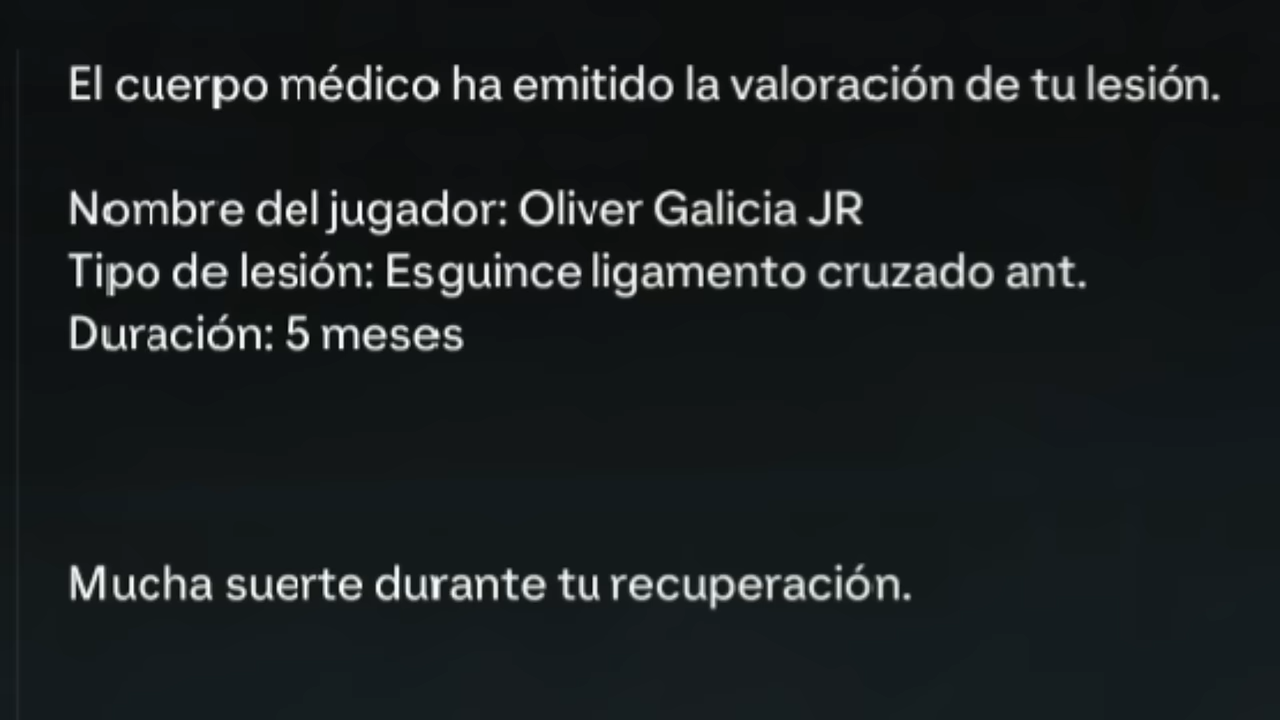 El cuerpo médico ha emitido la valoración de tu lesión.
Nombre del jugador: Oliver Galicia JR
Tipo de lesión: Esguince ligamento cruzado ant.
Duración: 5 meses
Mucha suerte durante tu recuperación.